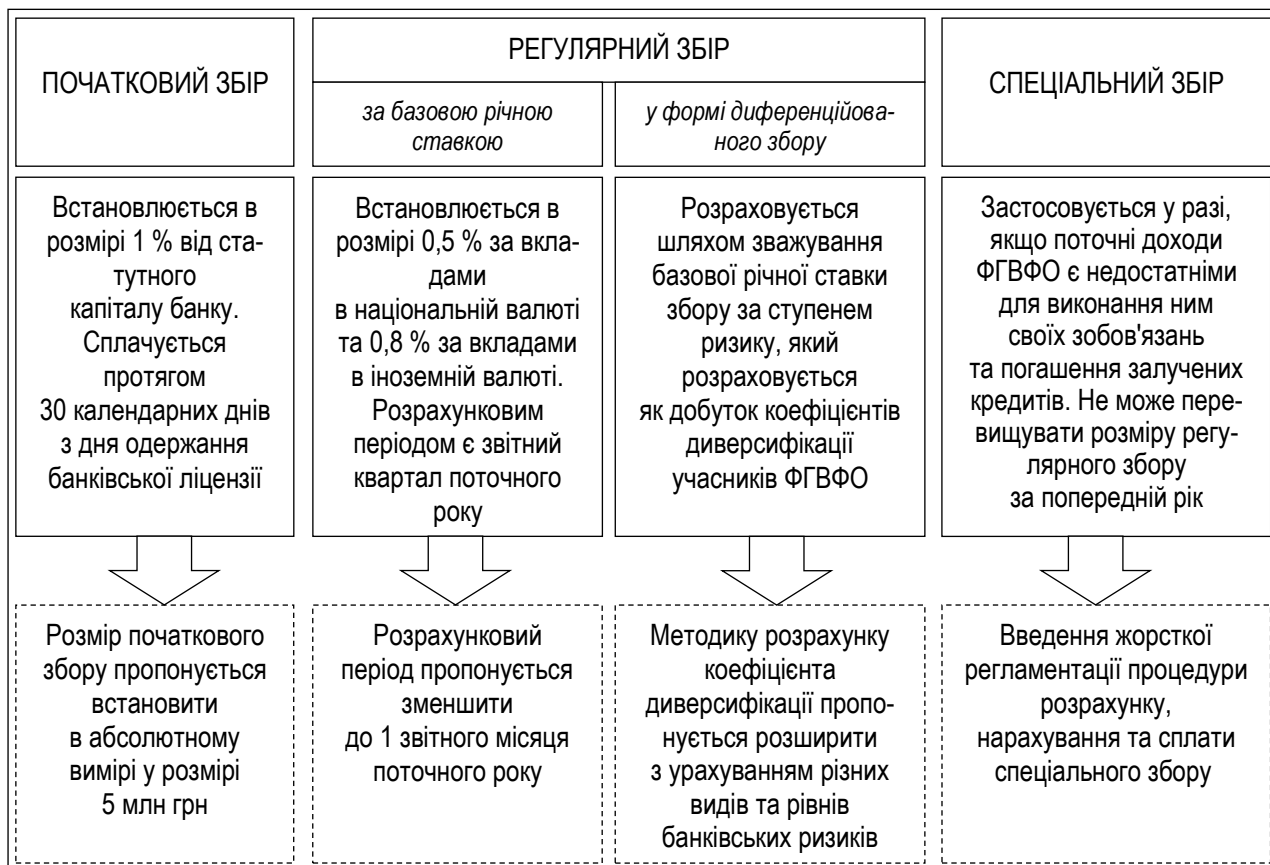 ПОЧАТКОВИЙ ЗБІР
РЕГУЛЯРНИЙ ЗБІР
за базовою річною
ставкою
у формі диференційова-
ного збору
СПЕЦІАЛЬНИЙ ЗБІР
Встановлюється в
розмірі 1 % від ста-
тутного
капіталу банку.
Сплачується
протягом
30 календарних днів
з дня одержання
банківської ліцензії
Встановлюється в
розмірі 0,5 % за вкла-
дами
в національній валюті
та 0,8 % за вкладами
в іноземній валюті.
Розрахунковим
періодом є звітний
квартал поточного
року
Розраховується
шляхом зважування
базової річної ставки
збору за ступенем
ризику, який
розраховується
як добуток коефіцієнтів
диверсифікації
учасників ФГВФО
Застосовується у разі,
якщо поточні доходи
ФГВФО є недостатніми
для виконання ним
своїх зобов'язань
та погашення залучених
кредитів. Не може пере-
вищувати розміру регу-
лярного збору
за попередній рік
Розмір початкового
збору пропонується
встановити
в абсолютному
вимірі у розмірі
5 млн грн
Розрахунковий
період пропонується
зменшити
до 1 звітного місяця
поточного року
Методику розрахунку
коефіцієнта
диверсифікації пропо-
нується розширити
з урахуванням різних
видів та рівнів
банківських ризиків
Введення жорсткої
регламентації процедури
розрахунку,
нарахування та сплати
спеціального збору